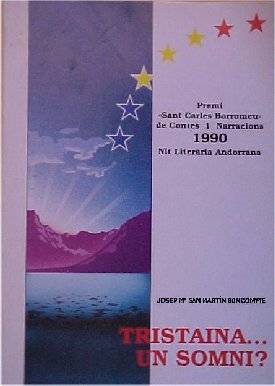 Premi
«Sant Carles Borromeu»
de Contes i Narracions
1990
Nit Literària Andorrana
JOSEP Mª SAN MARTÍN BONCOMPTE
TRISTAINA...
UN SOMNI?